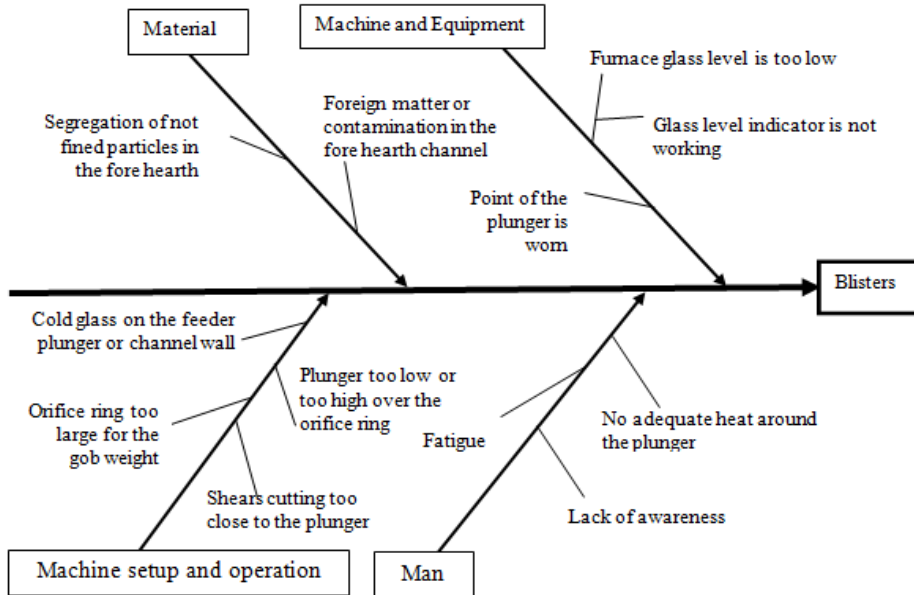 Material
Machine and Equipment
Furnace glass level is too low
Segregation of not
fined particles in
the fore hearth
Foreign matter or
contamination in the
fore hearth channel
Glass level indicator is not
working
Point of the
plunger is
worn
Blisters
Cold glass on the feeder
plunger or channel wall
Plunger too low or
too high over the
orifice ring
Orifice ring too
large for the
gob weight
Shears cutting too
close to the plunger
Fatigue
No adequate heat around
the plunger
Lack of awareness
Machine setup and operation
Man